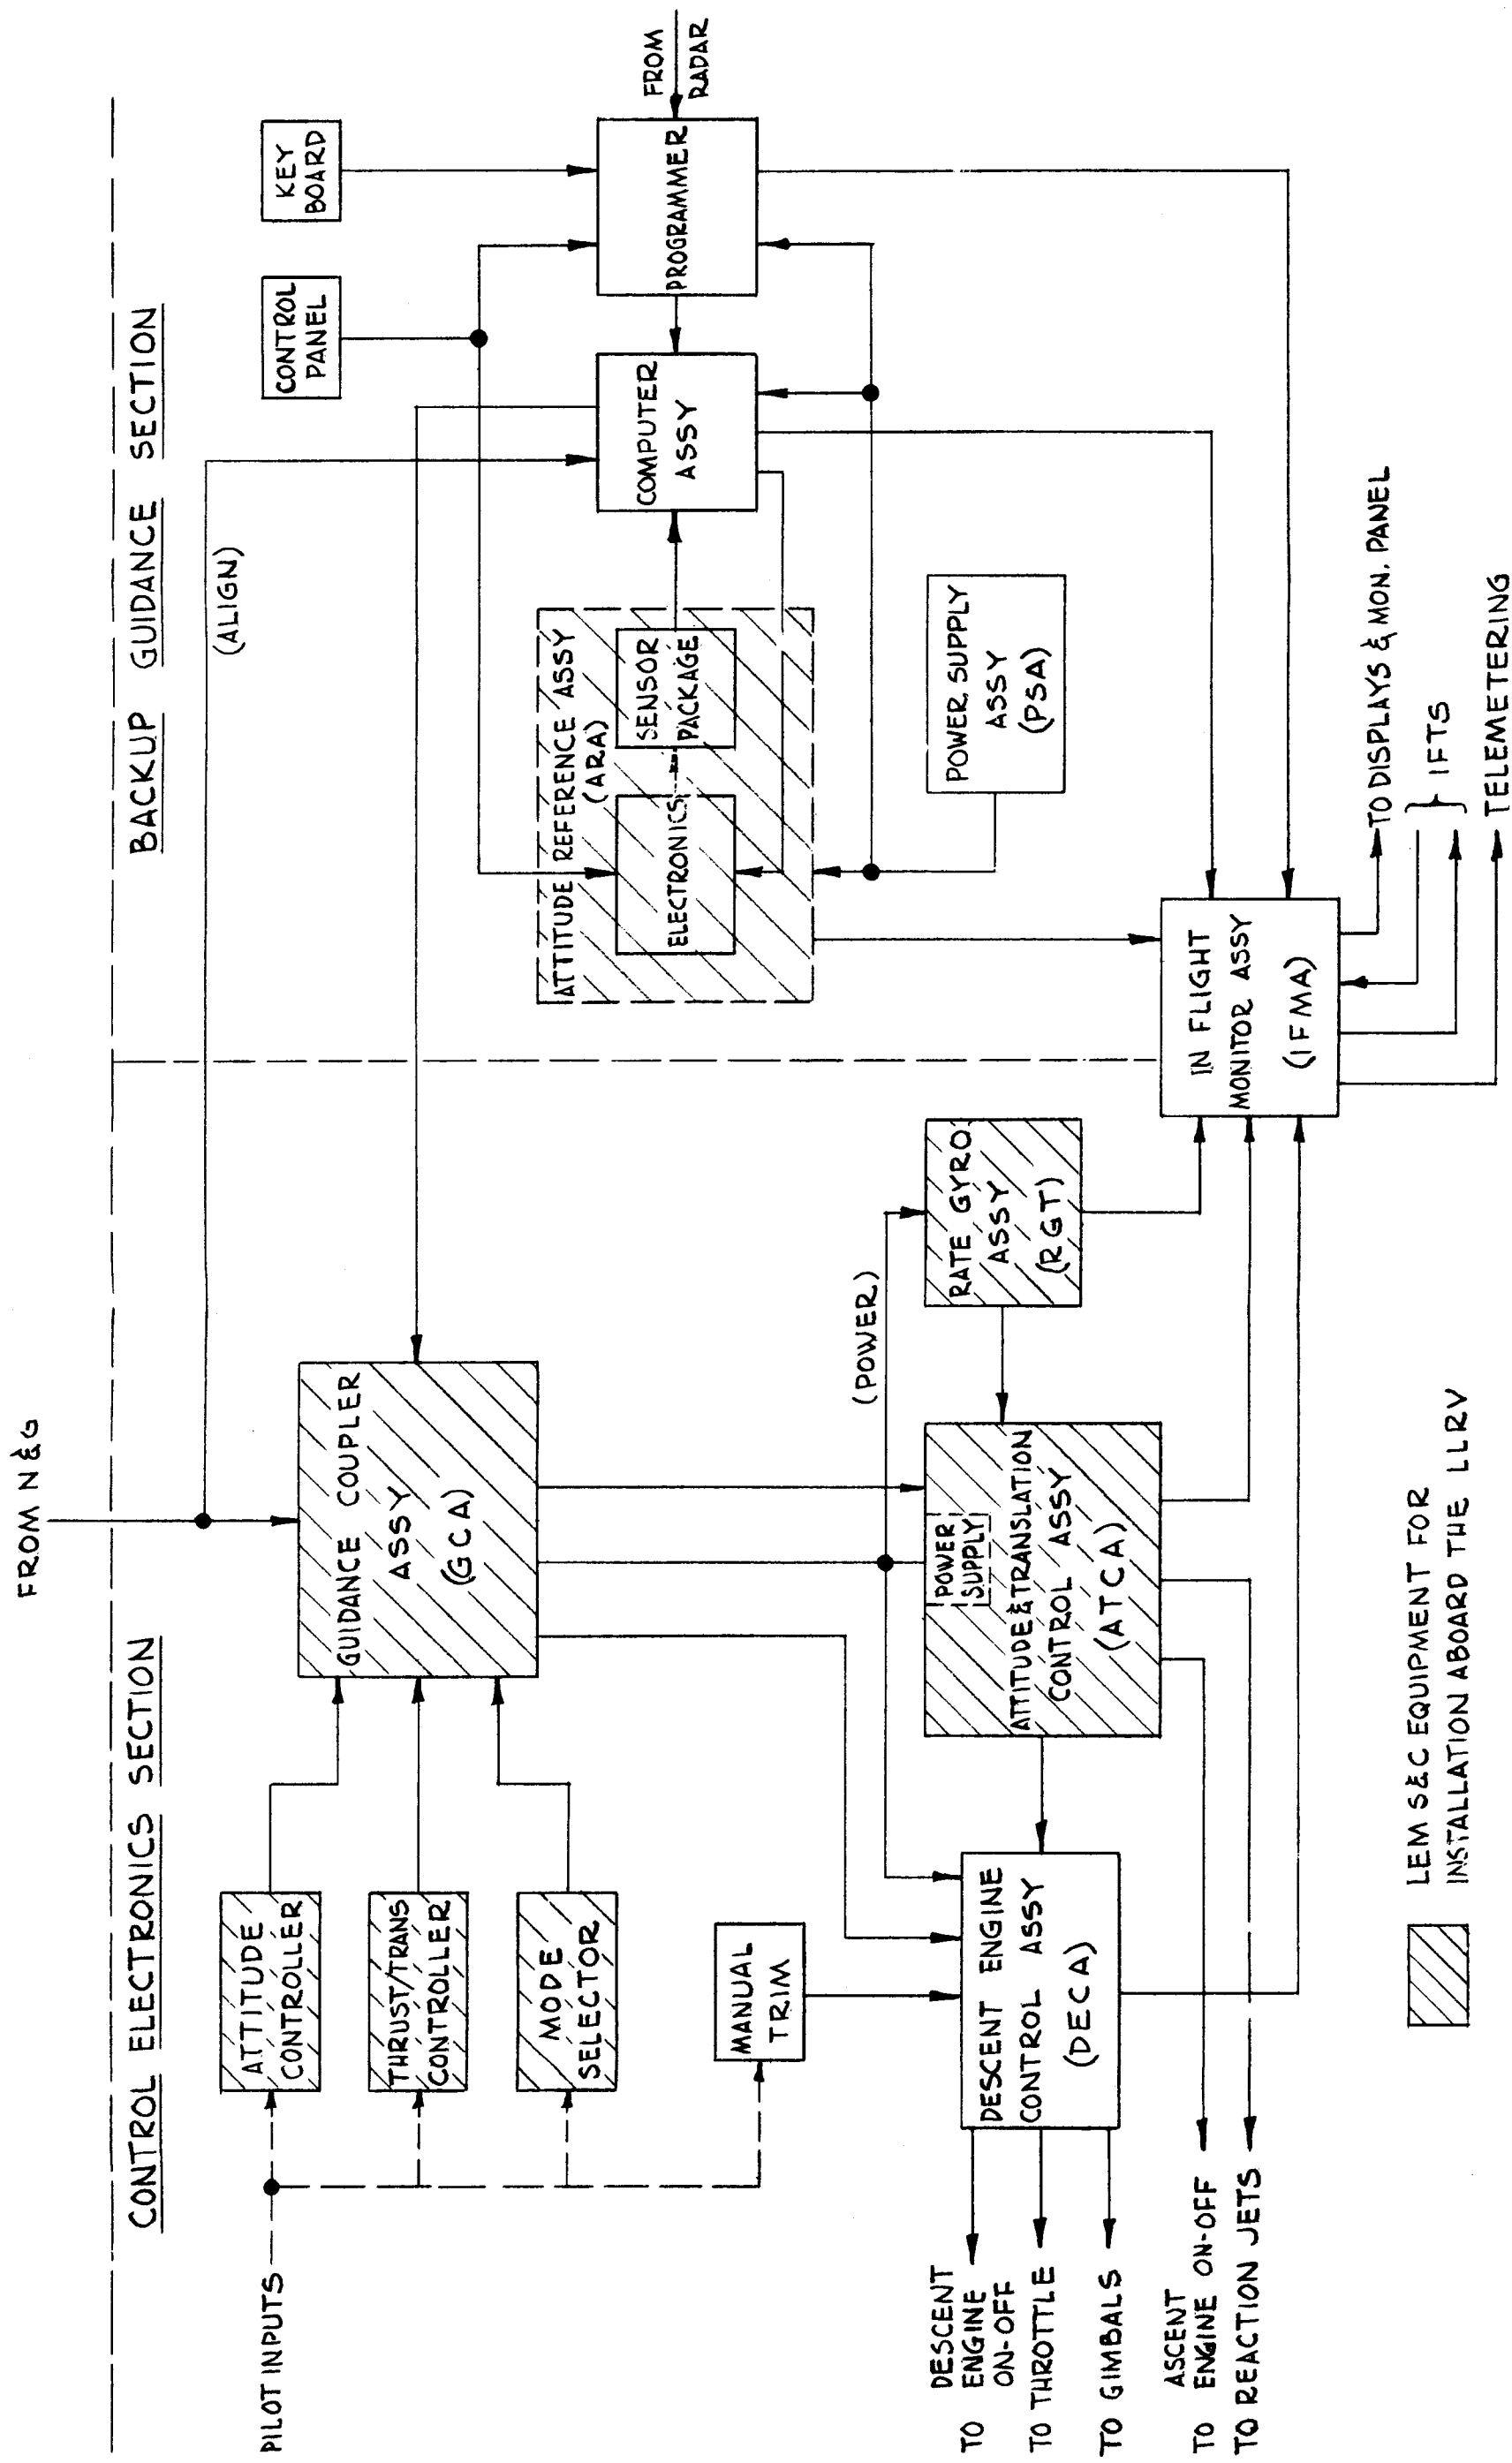 FROM N&G
CONTROL ELECTRONICS SECTION
BACKUP GUIDANCE SECTION
(ALIGN)
PILOT INPUTS
ATTITUDE
CONTROLLER
THRUST/TRANS
CONTROLLER
MODE
SELECTOR
MANUAL
TRIM
GUIDANCE COUPLER
ASSY
(GCA)
CONTROL
PANEL
KEY
BOARD
ATTITUDE REFERENCE ASSY
(ARA)
ELECTRONICS
SENSOR
PACKAGE
COMPUTER
ASSY
PROGRAMMER
FROM
RADAR
POWER SUPPLY
ASSY
(PSA)
(POWER)
DESCENT ENGINE
CONTROL ASSY
(DECA)
POWER
SUPPLY
ATTITUDE & TRANSLATION
CONTROL ASSY
(ATCA)
RATE GYRO
ASSY
(RGT)
IN FLIGHT
MONITOR ASSY
(IFMA)
DESCENT
TO ENGINE
ON-OFF
TO THROTTLE
TO GIMBALS
ASCENT
TO ENGINE ON-OFF
TO REACTION JETS
TO DISPLAYS & MON. PANEL
IFTS
TELEMETERING
LEM S&C EQUIPMENT FOR
INSTALLATION ABOARD THE LLRV